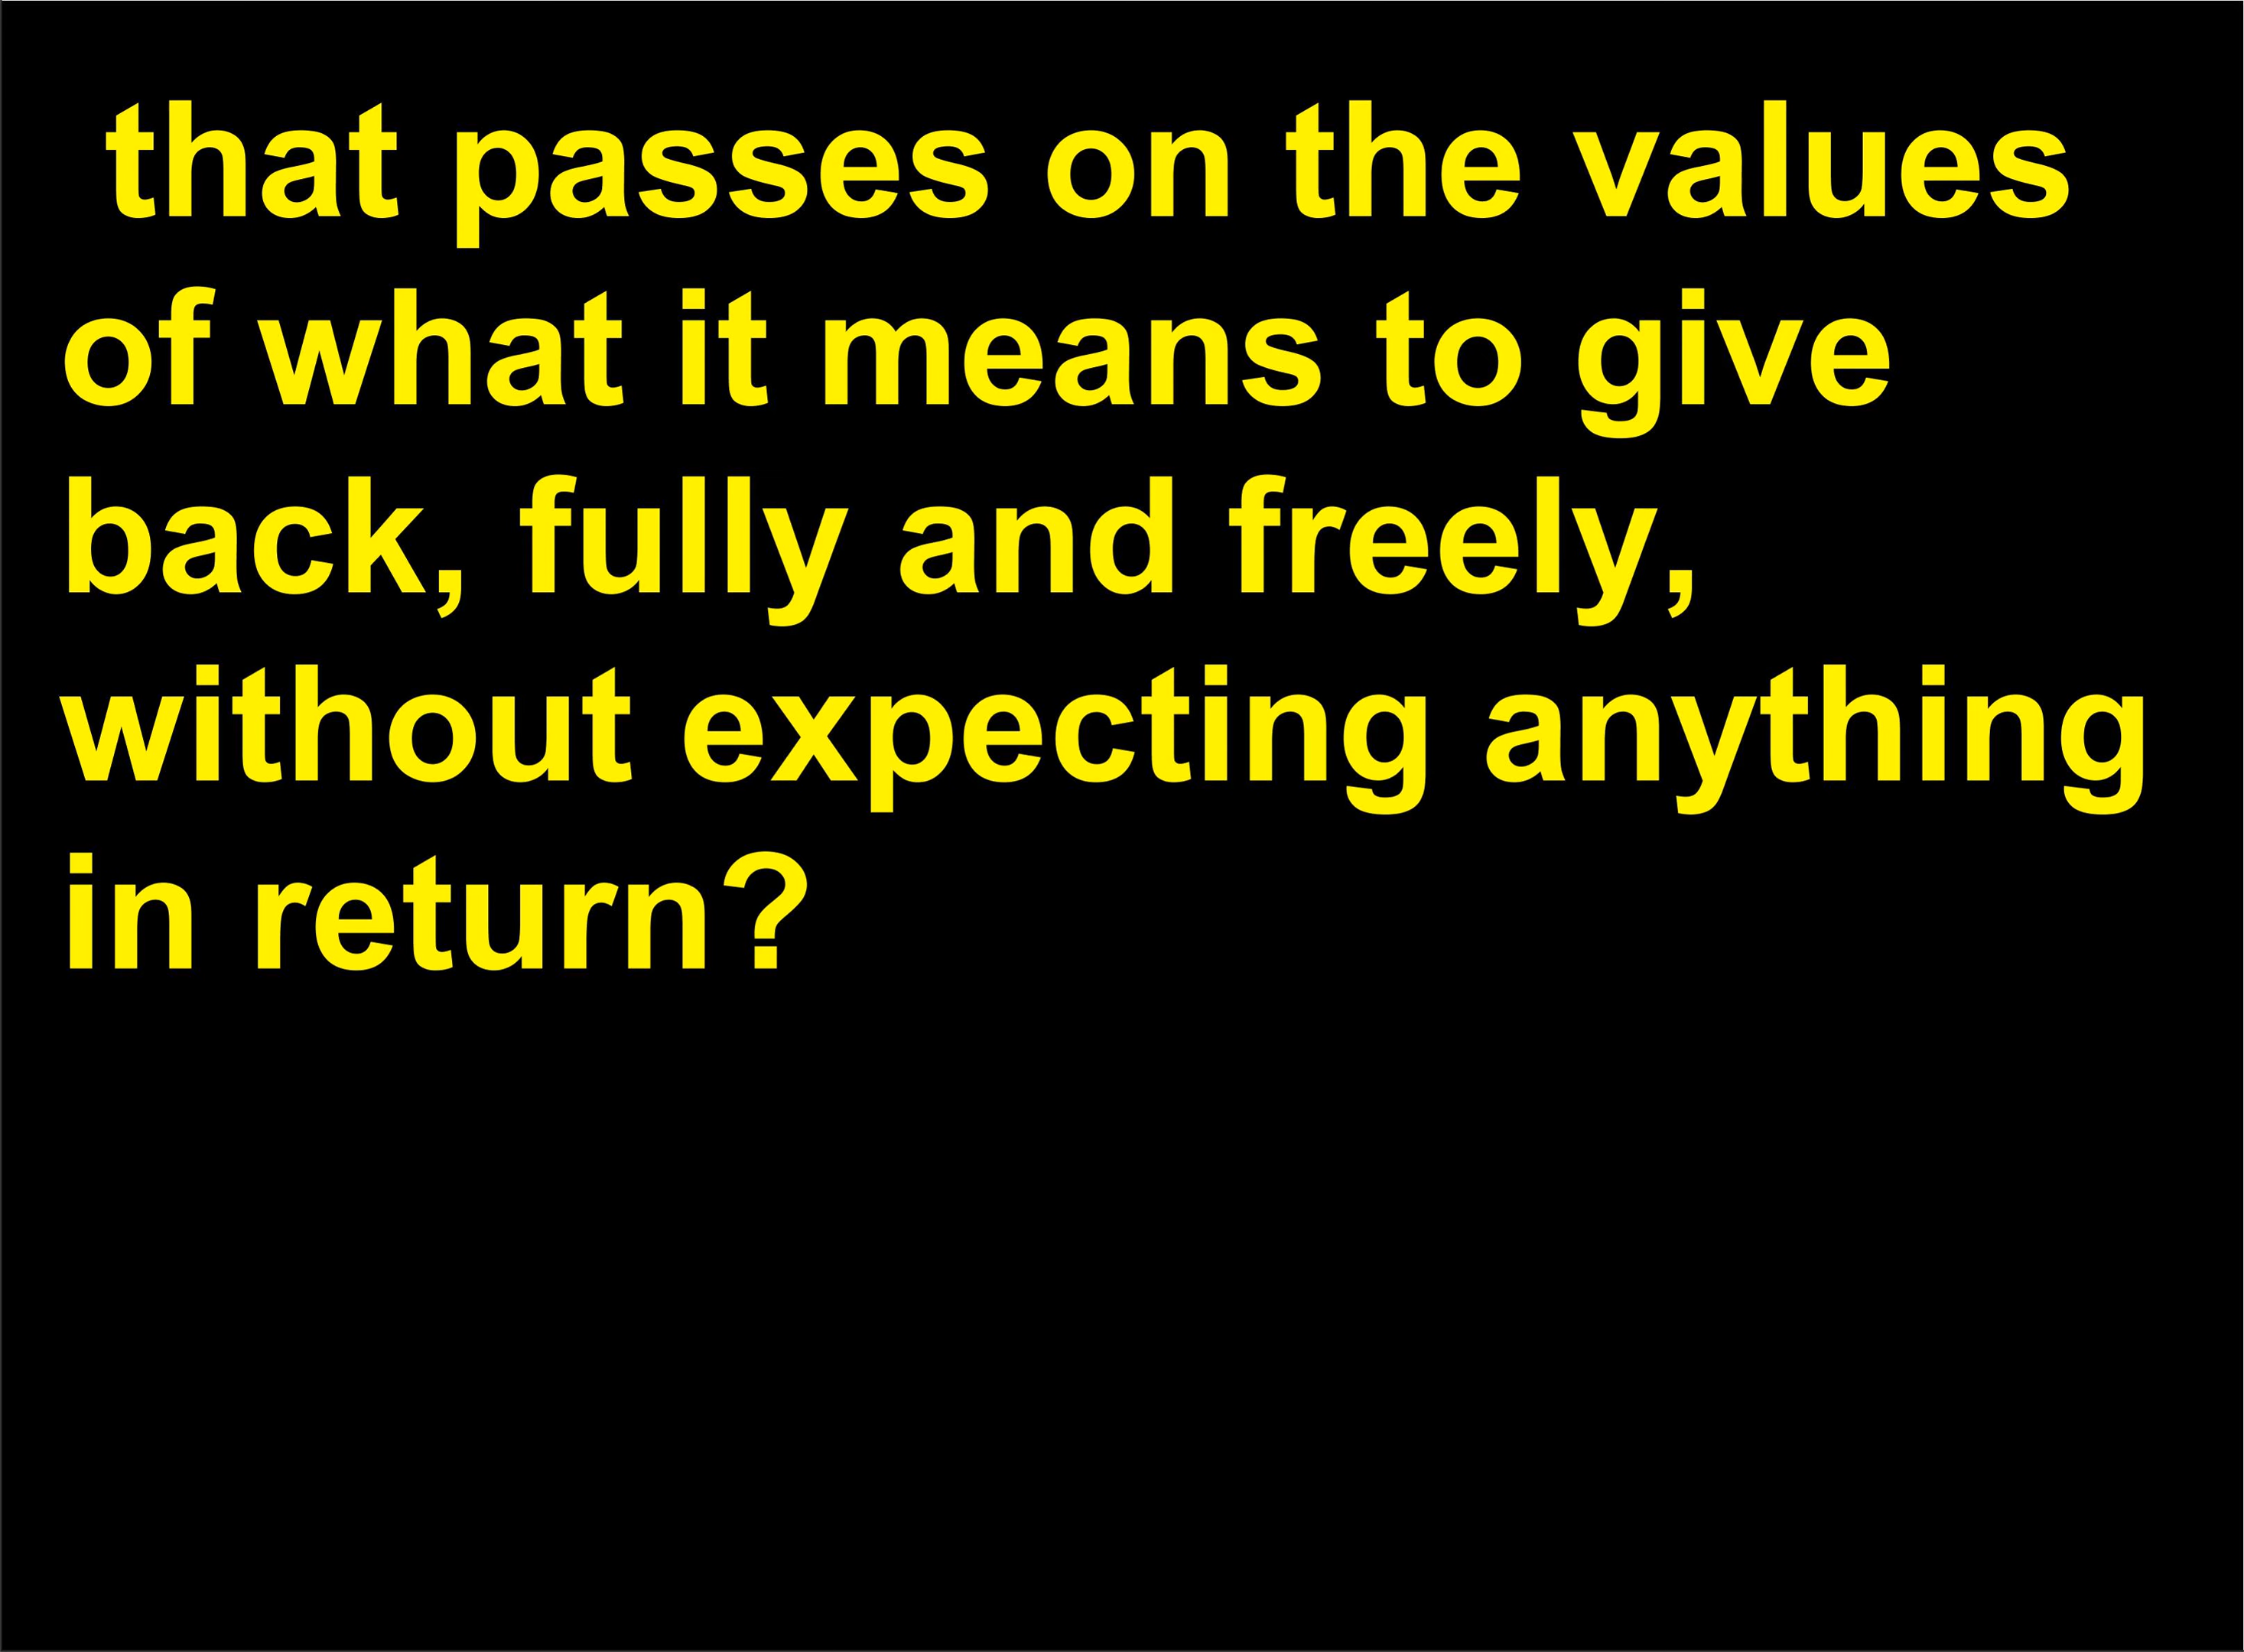 that passes on the values
of what it means to give
back, fully and freely,
without expecting anything
in return?